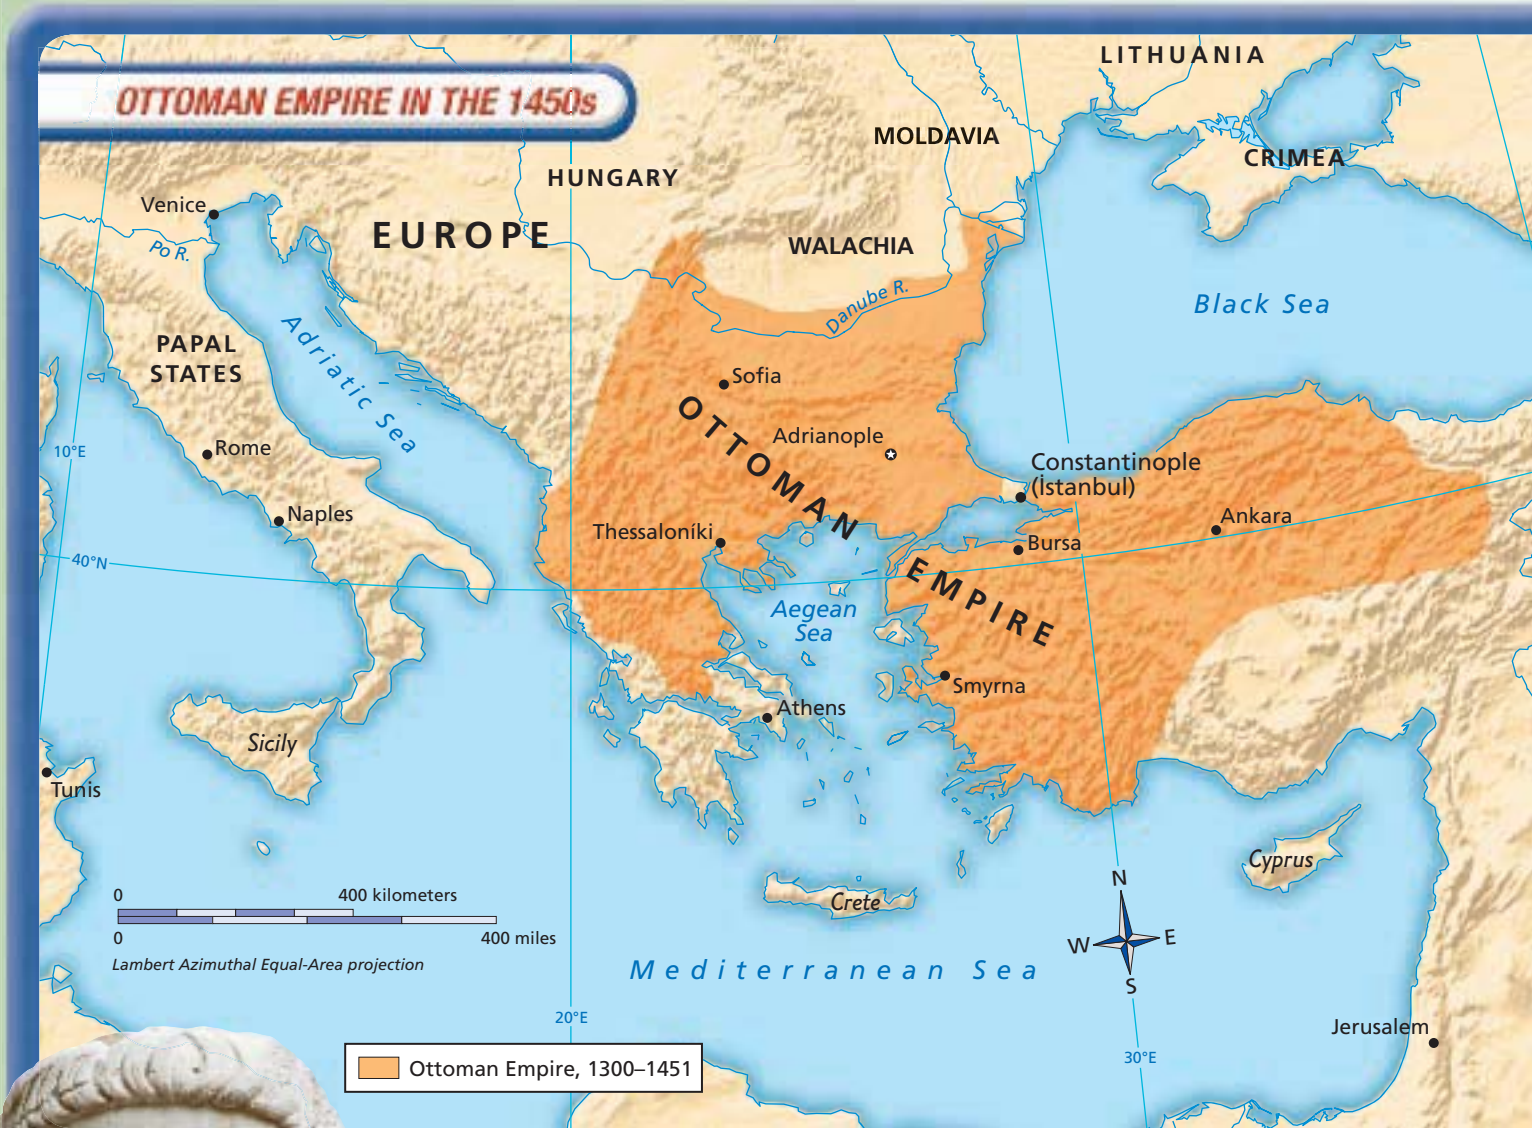 OTTOMAN EMPIRE IN THE 1450s
LITHUANIA
MOLDAVIA
CRIMEA
HUNGARY
Venice
EUROPE
WALACHIA
Po R.
Danube R.
Black Sea
PAPAL
STATES
Adriatic Sea
Sofia
OTTOMAN
Adrianople
10°E
Rome
Constantinople
(İstanbul)
Naples
Ankara
Thessaloníki
Bursa
40°N
EMPIRE
Aegean
Sea
Smyrna
Athens
Sicily
Tunis
Cyprus
0
400 kilometers
Crete
N
W
E
S
0
400 miles
Lambert Azimuthal Equal-Area projection
Mediterranean Sea
20°E
Jerusalem
30°E
Ottoman Empire, 1300–1451